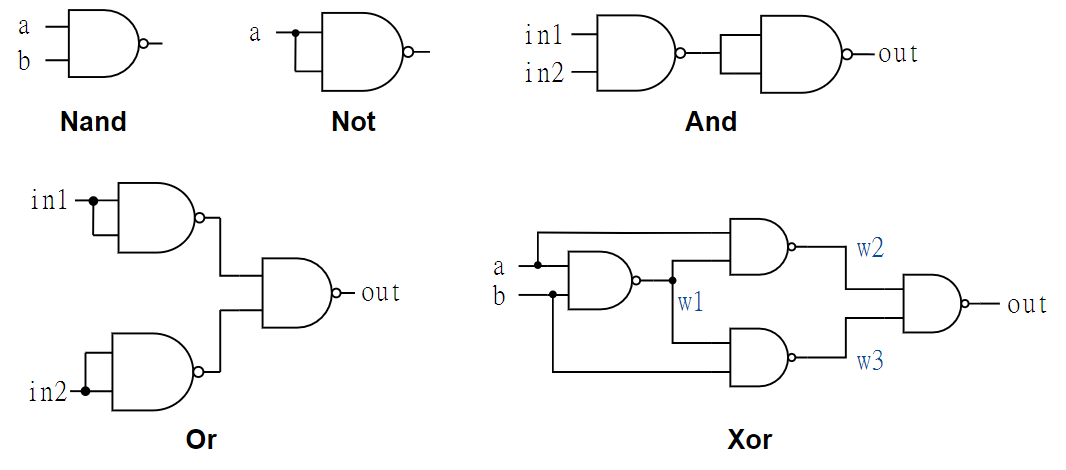 a
b
Nand
a
Not
in1
in2
out
And
in1
in2
out
Or
a
b
w1
w2
w3
out
Xor